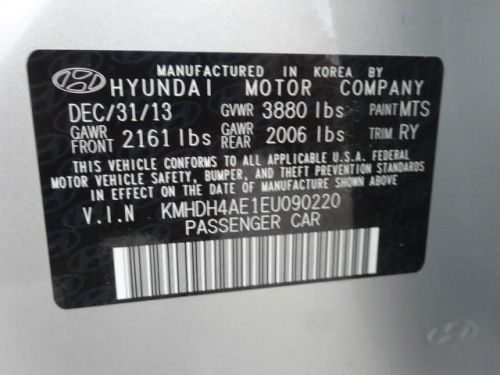 MANUFACTURED IN KOREA BY
HYUNDAI MOTOR COMPANY
DEC/31/13 GVWR 3880 lbs PAINT MTS
GAWR FRONT 2161 lbs GAWR REAR 2006 lbs TRIM RY
THIS VEHICLE CONFORMS TO ALL APPLICABLE U.S.A. FEDERAL
MOTOR VEHICLE SAFETY, BUMPER, AND THEFT PREVENTION STANDARDS
IN EFFECT ON THE DATE OF MANUFACTURE SHOWN ABOVE.
V.I.N KMHDH4AE1EU090220
PASSENGER CAR